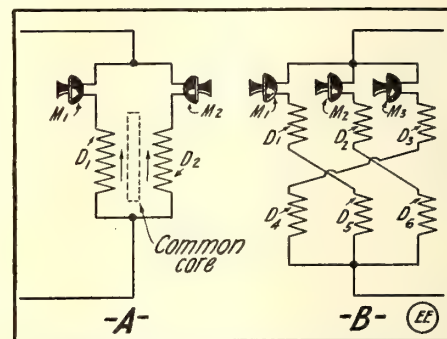 M1 M2 M1 M2 M3
D1 D2 D1 D2 D3
D4 D5 D6
Common
core
-A- -B- EE